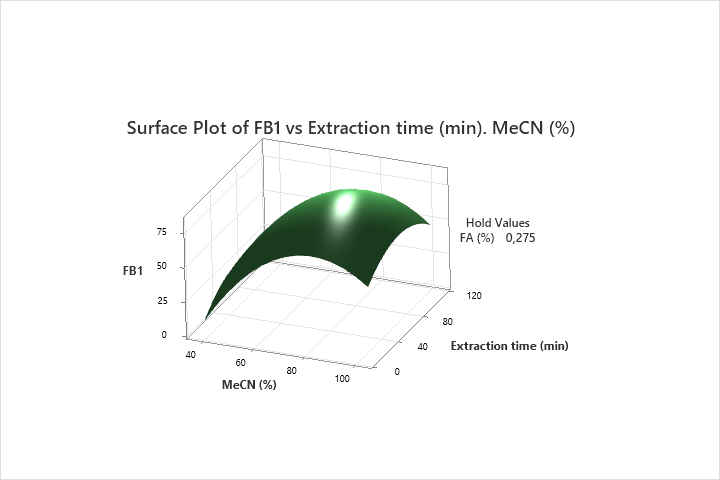 Surface Plot of FB1 vs Extraction time (min). MeCN (%)
Hold Values
FA (%) 0,275
75
50
25
0
FB1
40
60
80
100
MeCN (%)
0
40
80
120
Extraction time (min)